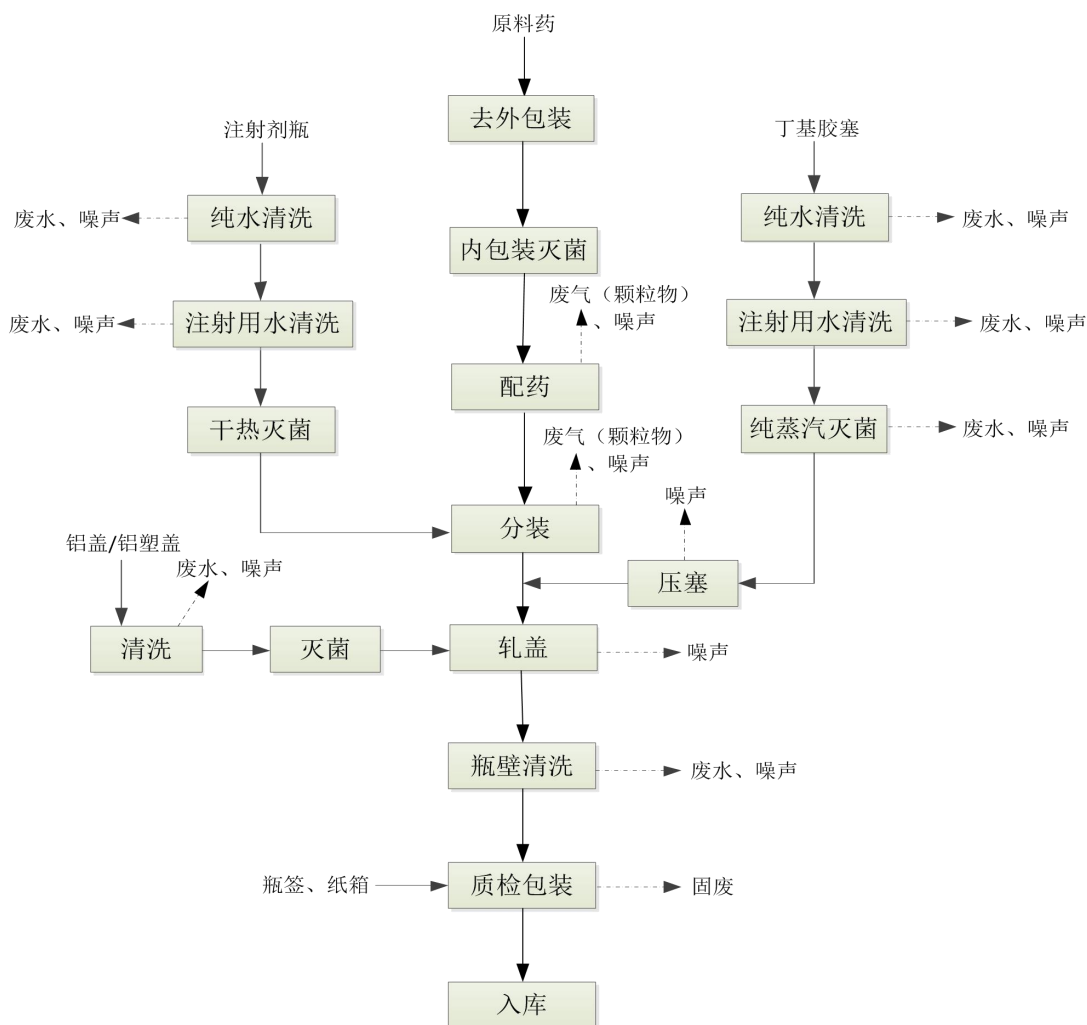 原料药
去外包装
注射剂瓶
丁基胶塞
废水、噪声
纯水清洗
纯水清洗
废水、噪声
内包装灭菌
废气（颗粒物）
、噪声
废水、噪声
注射用水清洗
注射用水清洗
废水、噪声
配药
干热灭菌
纯蒸汽灭菌
废水、噪声
废气（颗粒物）
、噪声
噪声
分装
铝盖/铝塑盖
废水、噪声
压塞
清洗
灭菌
轧盖
噪声
瓶壁清洗
废水、噪声
瓶签、纸箱
质检包装
固废
入库